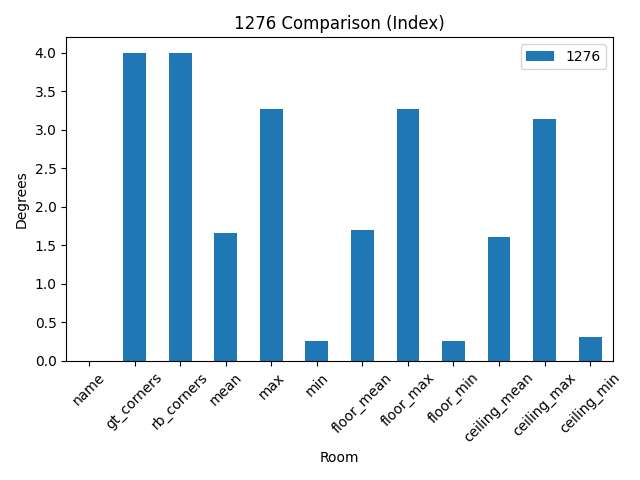 1276 Comparison (Index)
1276
Degrees
4.0
3.5
3.0
2.5
2.0
1.5
1.0
0.5
0.0
name
gt_corners
rb_corners
mean
max
min
floor_mean
floor_max
floor_min
ceiling_mean
ceiling_max
ceiling_min
Room